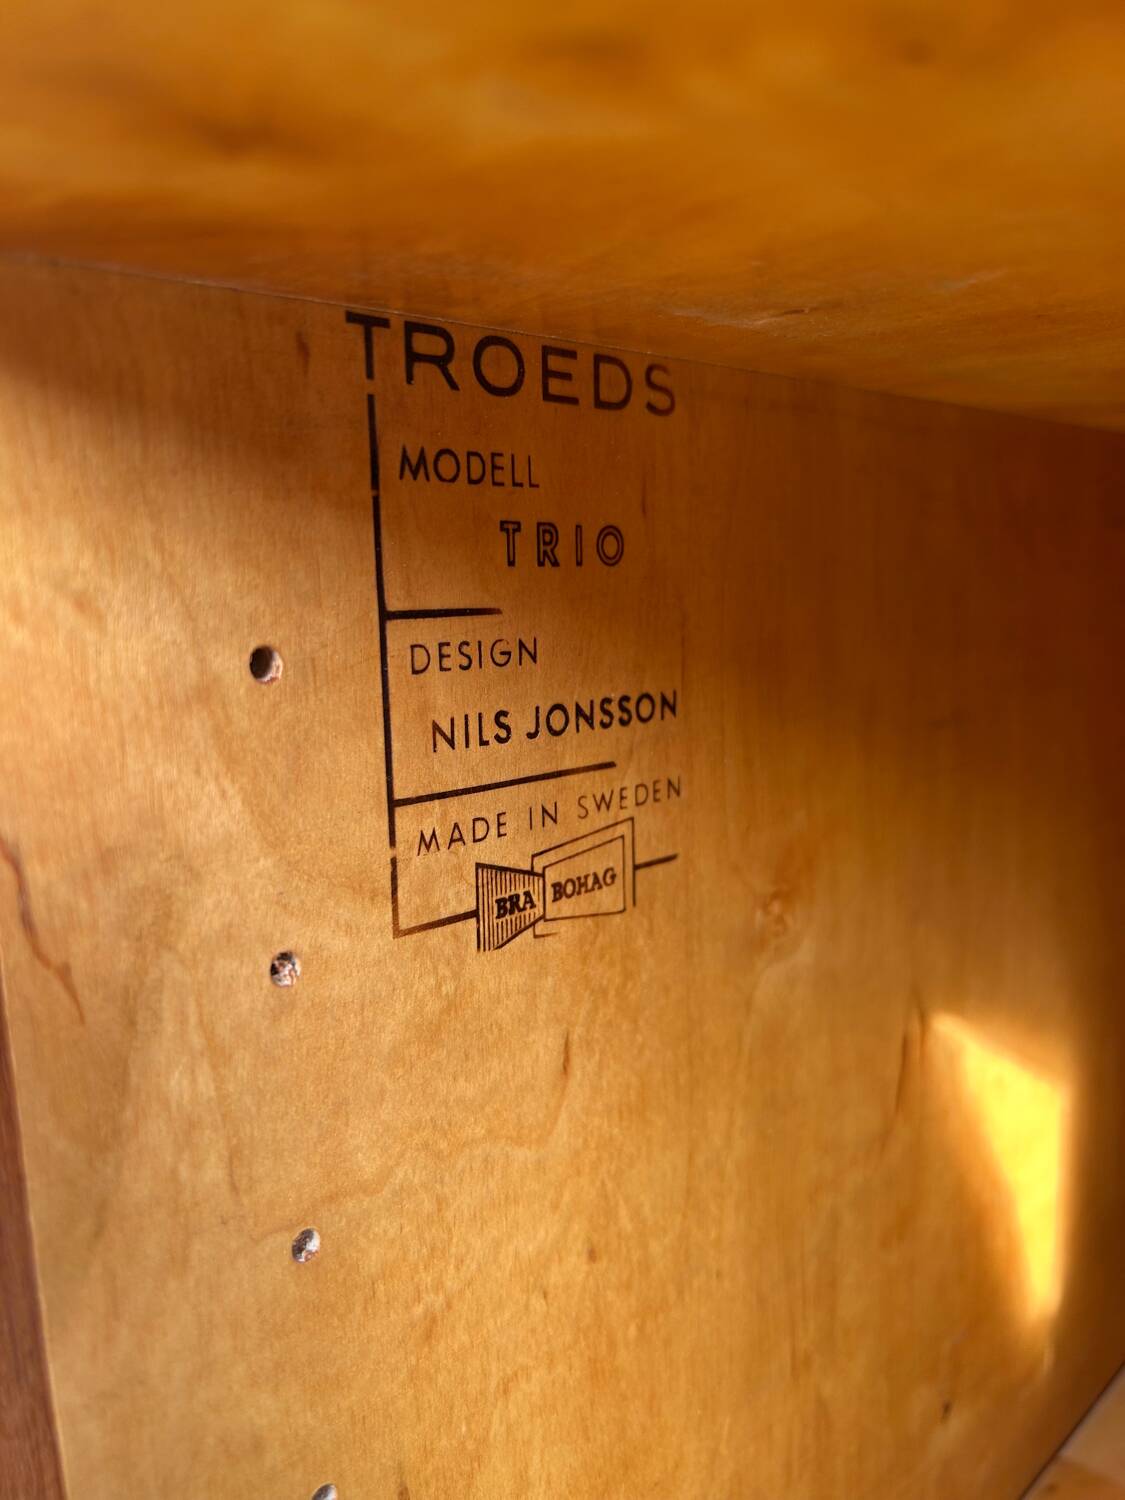 TROEDS
MODELL
TRIO
DESIGN
NILS JONSSON
MADE IN SWEDEN
BRA BOHAG